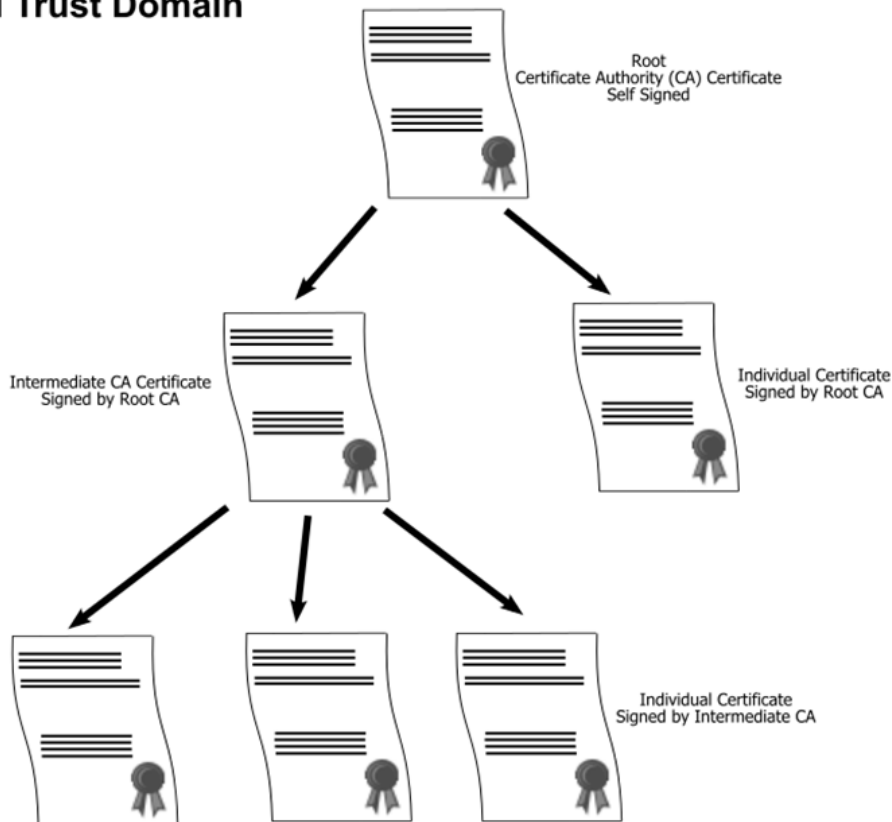 Trust Domain
Root
Certificate Authority (CA) Certificate
Self Signed
Intermediate CA Certificate
Signed by Root CA
Individual Certificate
Signed by Root CA
Individual Certificate
Signed by Intermediate CA